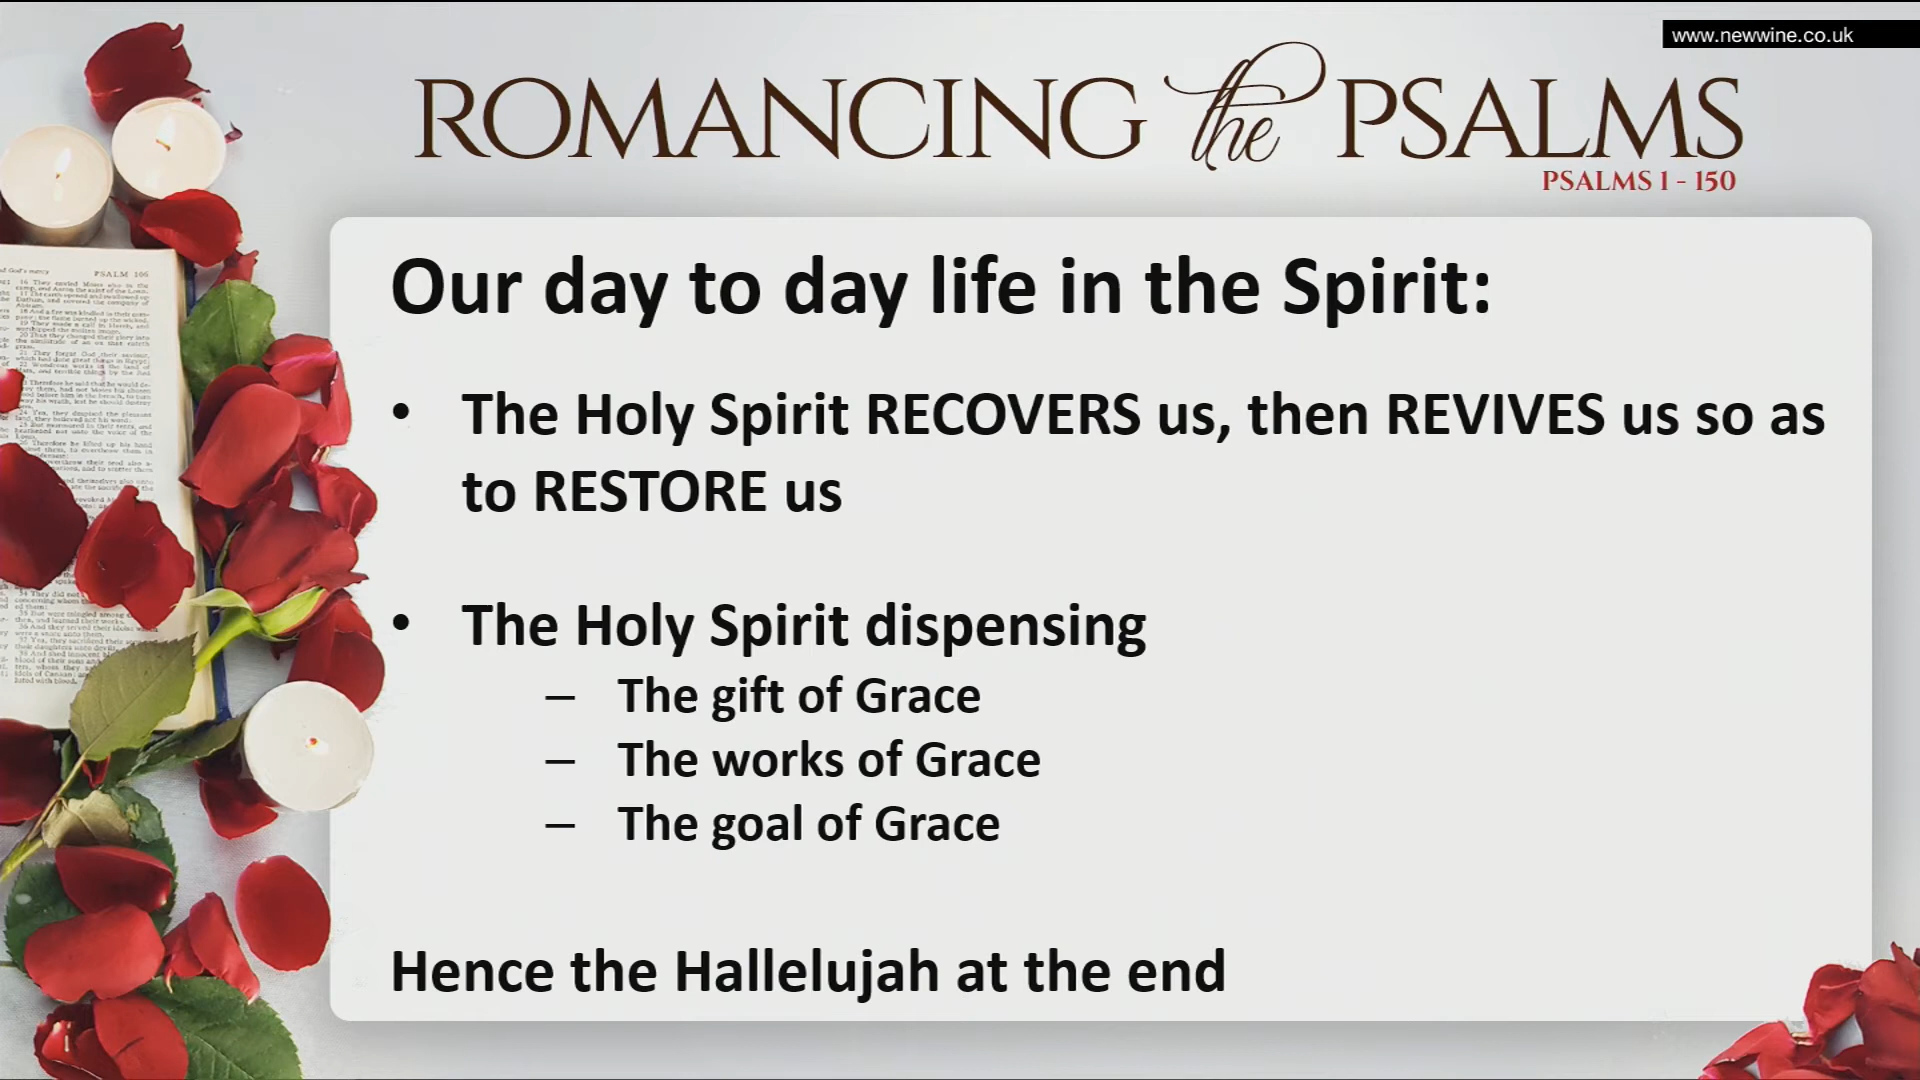 www.newwine.co.uk
ROMANCING the PSALMS
PSALMS 1 - 150
Our day to day life in the Spirit:
• The Holy Spirit RECOVERS us, then REVIVES us so as
to RESTORE us
• The Holy Spirit dispensing
– The gift of Grace
– The works of Grace
– The goal of Grace
Hence the Hallelujah at the end
PSALM 106